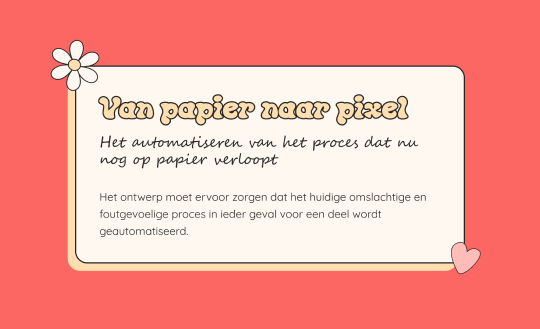 Van papier naar pixel
Het automatiseren van het proces dat nu
nog op papier verloopt
Het ontwerp moet ervoor zorgen dat het huidige omslachtige en
foutgevoelige proces in ieder geval voor een deel wordt
geautomatiseerd.